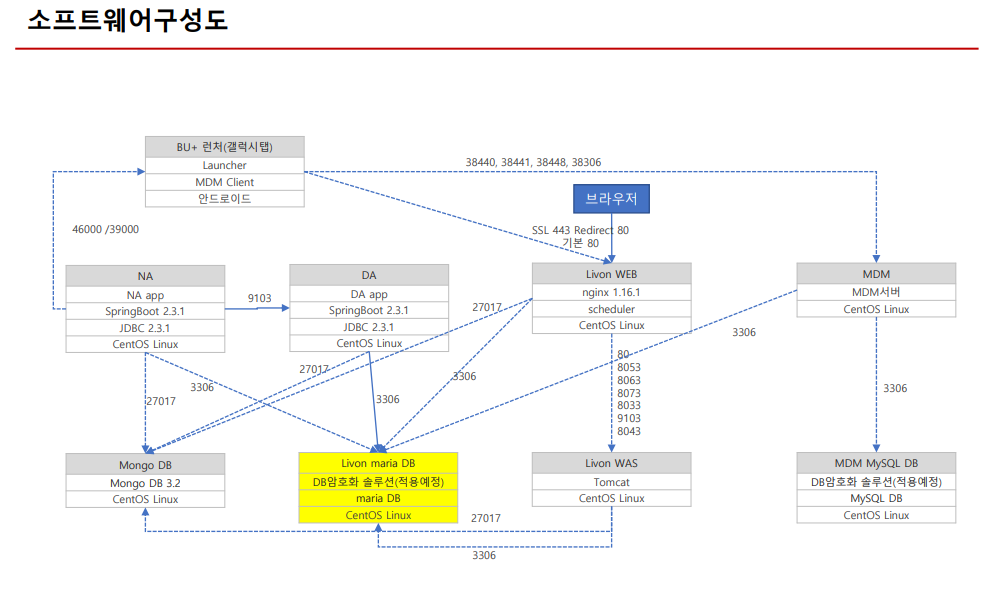 소프트웨어구성도
BU+ 런처(갤럭시탭)
Launcher
MDM Client
안드로이드
38440, 38441, 38448, 38306
브라우저
46000 /39000
SSL 443 Redirect 80
기본 80
NA
NA app
SpringBoot 2.3.1
JDBC 2.3.1
CentOS Linux
9103
DA
DA app
SpringBoot 2.3.1
JDBC 2.3.1
CentOS Linux
27017
Livon WEB
nginx 1.16.1
scheduler
CentOS Linux
MDM
MDM서버
CentOS Linux
3306
80
8053
8063
8073
8033
9103
8043
27017
3306
3306
27017
3306
3306
Mongo DB
Mongo DB 3.2
CentOS Linux
Livon maria DB
DB암호화 솔루션(적용예정)
maria DB
CentOS Linux
Livon WAS
Tomcat
CentOS Linux
MDM MySQL DB
DB암호화 솔루션(적용예정)
MySQL DB
CentOS Linux
27017
3306